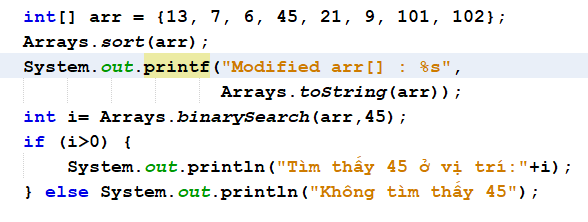 int[] arr = {13, 7, 6, 45, 21, 9, 101, 102};
Arrays.sort(arr);
System.out.printf("Modified arr[] : %s",
Arrays.toString(arr));
int i= Arrays.binarySearch(arr,45);
if (i>0) {
System.out.println("Tìm thấy 45 ở vị trí:"+i);
} else System.out.println("Không tìm thấy 45");